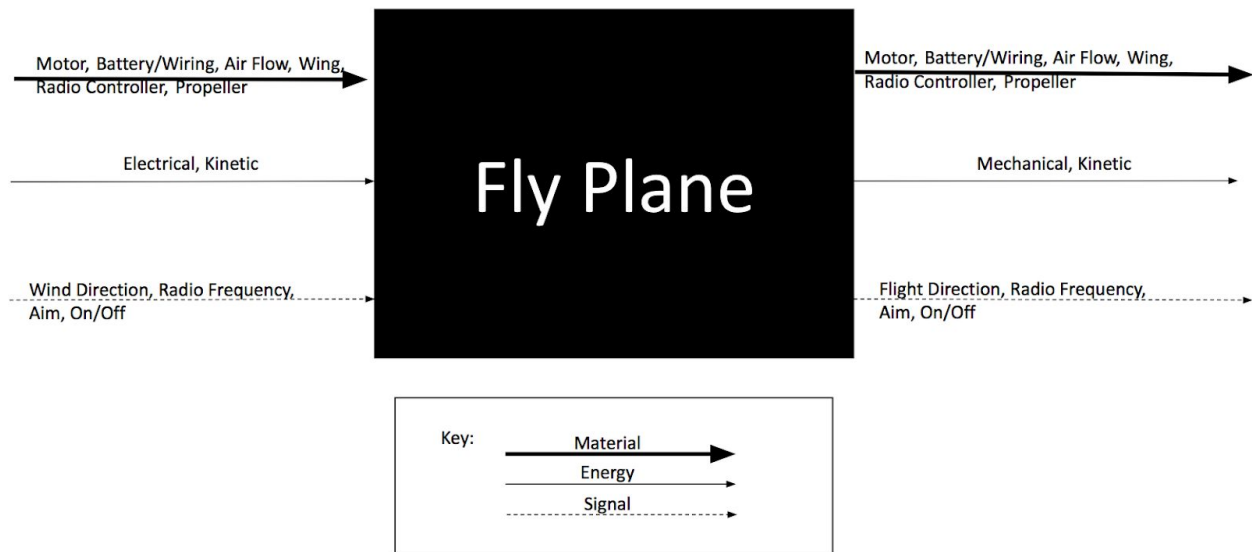 Motor, Battery/Wiring, Air Flow, Wing,
Radio Controller, Propeller
Electrical, Kinetic
Wind Direction, Radio Frequency,
Aim, On/Off
Fly Plane
Motor, Battery/Wiring, Air Flow, Wing,
Radio Controller, Propeller
Mechanical, Kinetic
Flight Direction, Radio Frequency,
Aim, On/Off
Key:
Material
Energy
Signal